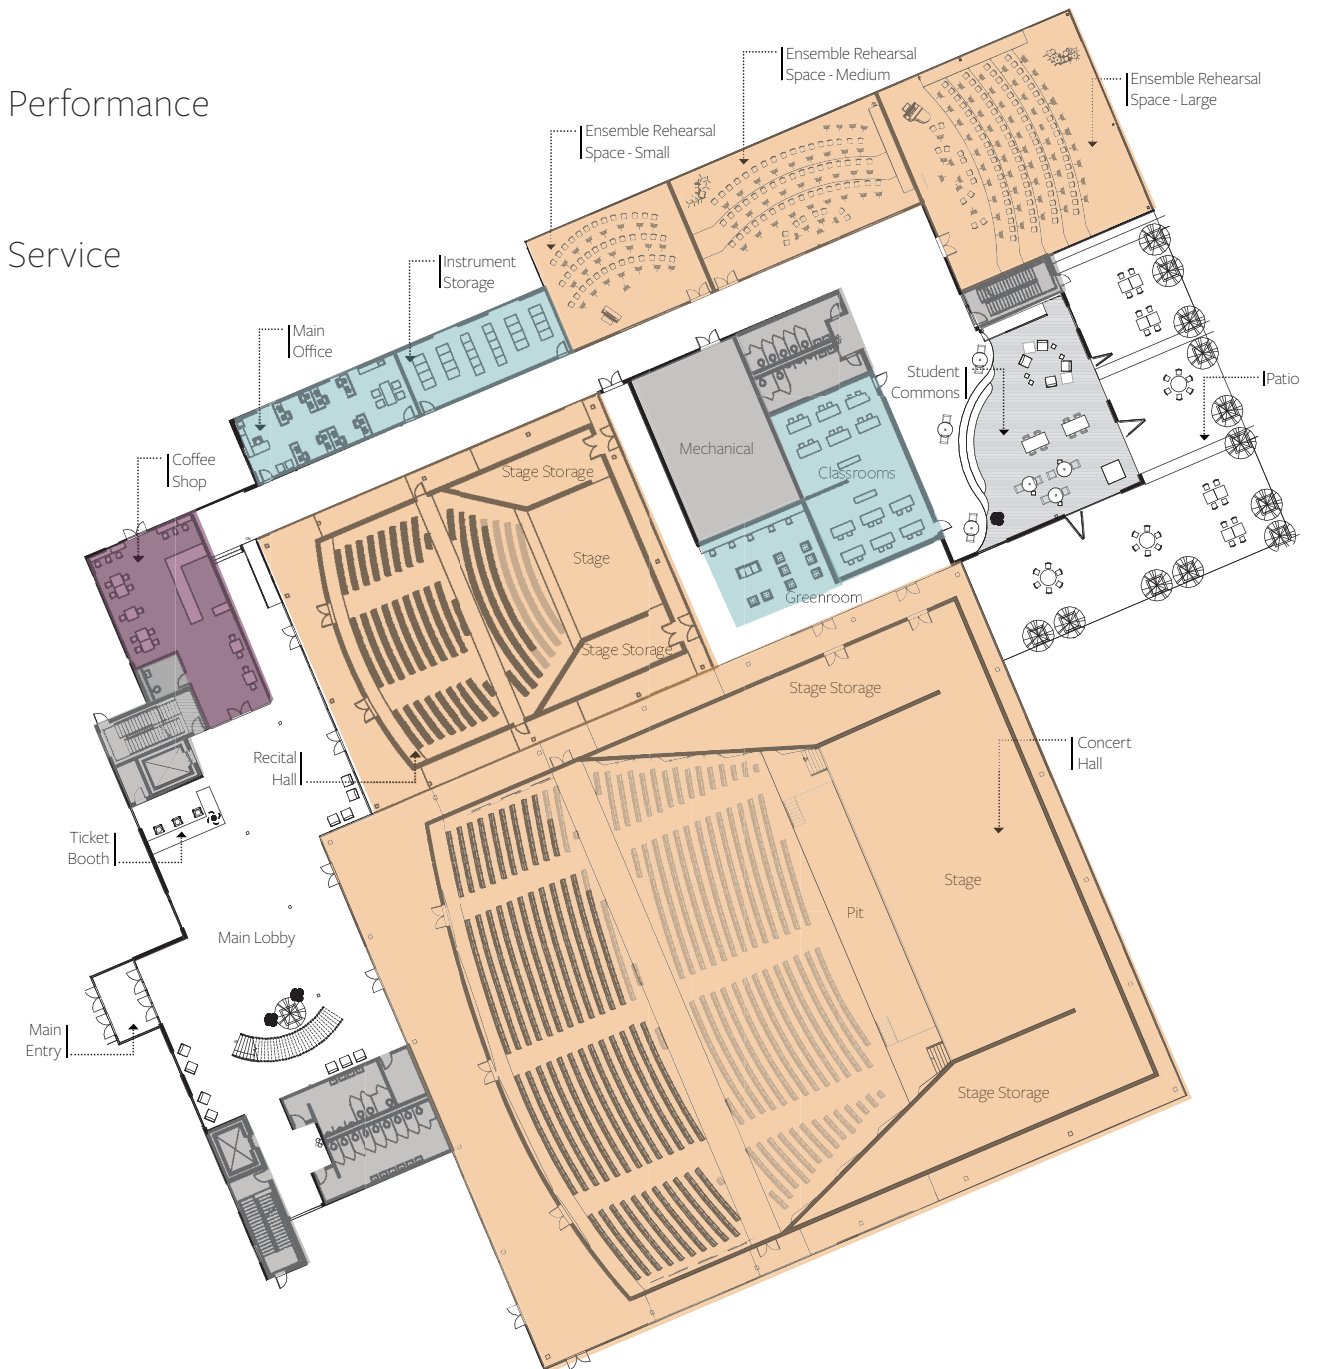 Performance
Service
Ensemble Rehearsal
Space - Medium
Ensemble Rehearsal
Space - Large
Ensemble Rehearsal
Space - Small
Instrument
Storage
Main
Office
Student
Commons
Patio
Mechanical
Classrooms
Coffee
Shop
Stage Storage
Stage
Greenroom
Stage Storage
Stage Storage
Recital
Hall
Concert
Hall
Ticket
Booth
Stage
Pit
Main Lobby
Main
Entry
Stage Storage